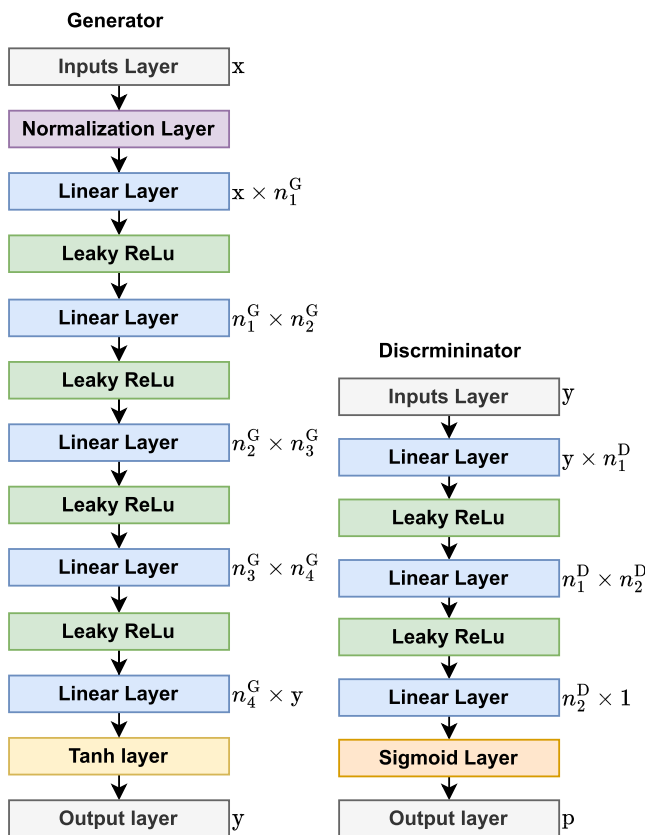 Generator
Inputs Layer x
Normalization Layer
Linear Layer x × n₁ᴳ
Leaky ReLu
Linear Layer n₁ᴳ × n₂ᴳ
Leaky ReLu
Linear Layer n₂ᴳ × n₃ᴳ
Leaky ReLu
Linear Layer n₃ᴳ × n₄ᴳ
Leaky ReLu
Linear Layer n₄ᴳ × y
Tanh layer
Output layer y
Discrmininator
Inputs Layer y
Linear Layer y × n₁ᴰ
Leaky ReLu
Linear Layer n₁ᴰ × n₂ᴰ
Leaky ReLu
Linear Layer n₂ᴰ × 1
Sigmoid Layer
Output layer p